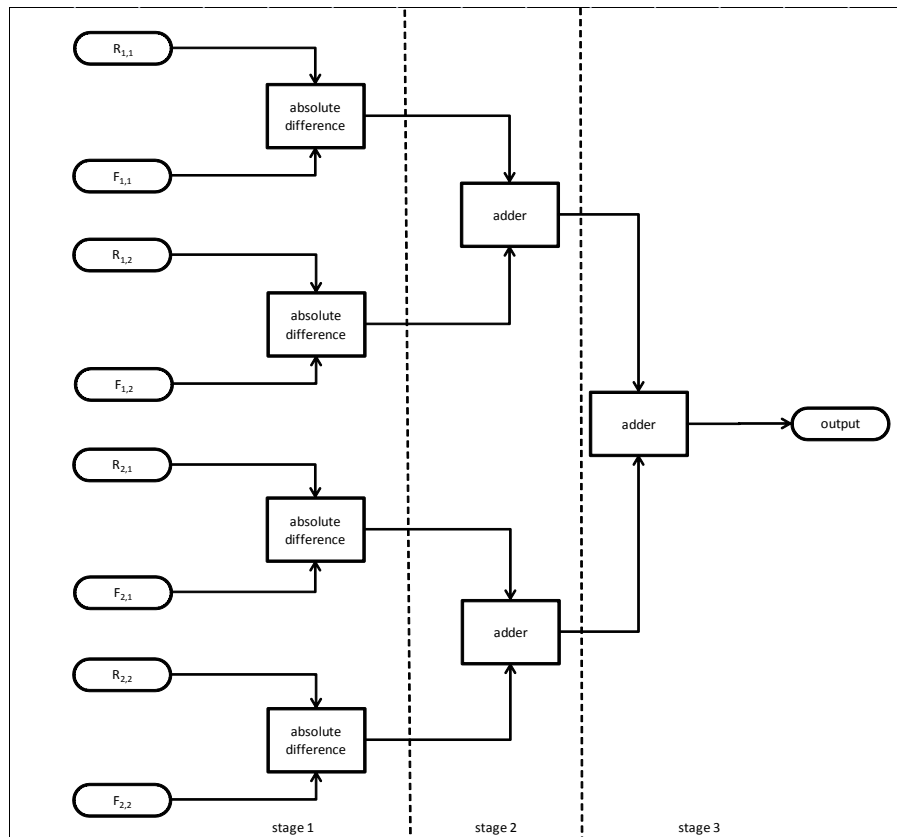 R1,1
absolute
difference
F1,1
adder
R1,2
absolute
difference
F1,2
adder
output
R2,1
absolute
difference
F2,1
adder
R2,2
absolute
difference
F2,2
stage 1
stage 2
stage 3